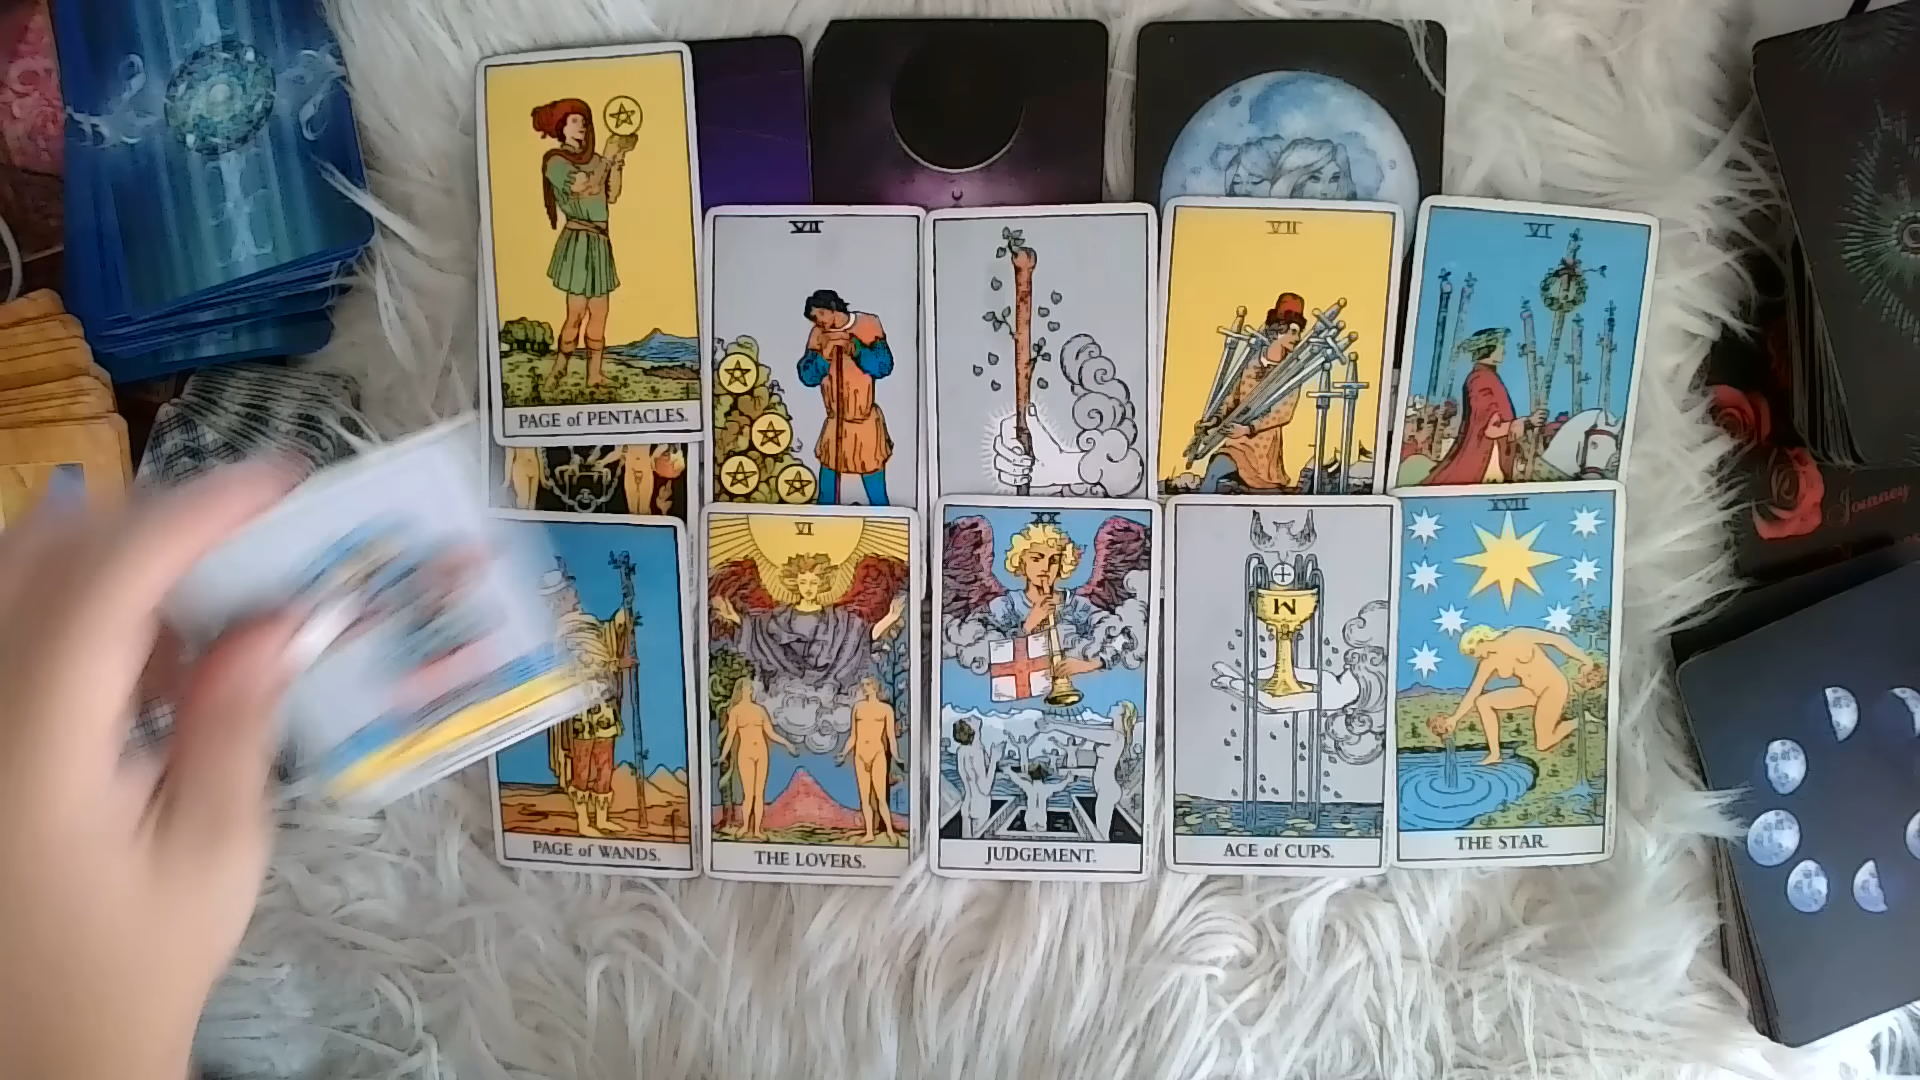 PAGE of PENTACLES.
VII
VII
VI
PAGE of WANDS.
VI
THE LOVERS.
XX
JUDGEMENT.
ACE of CUPS.
XVII
THE STAR.
Journey